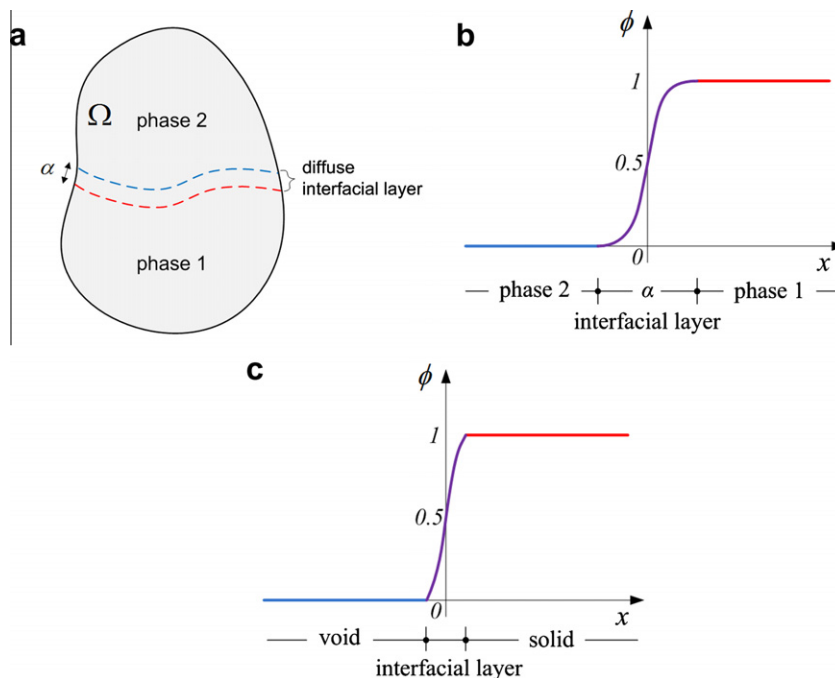 a
Ω
phase 2
α
diffuse
interfacial layer
phase 1
b
ϕ
1
0.5
0
x
phase 2
α
phase 1
interfacial layer
c
ϕ
1
0.5
0
x
void
solid
interfacial layer